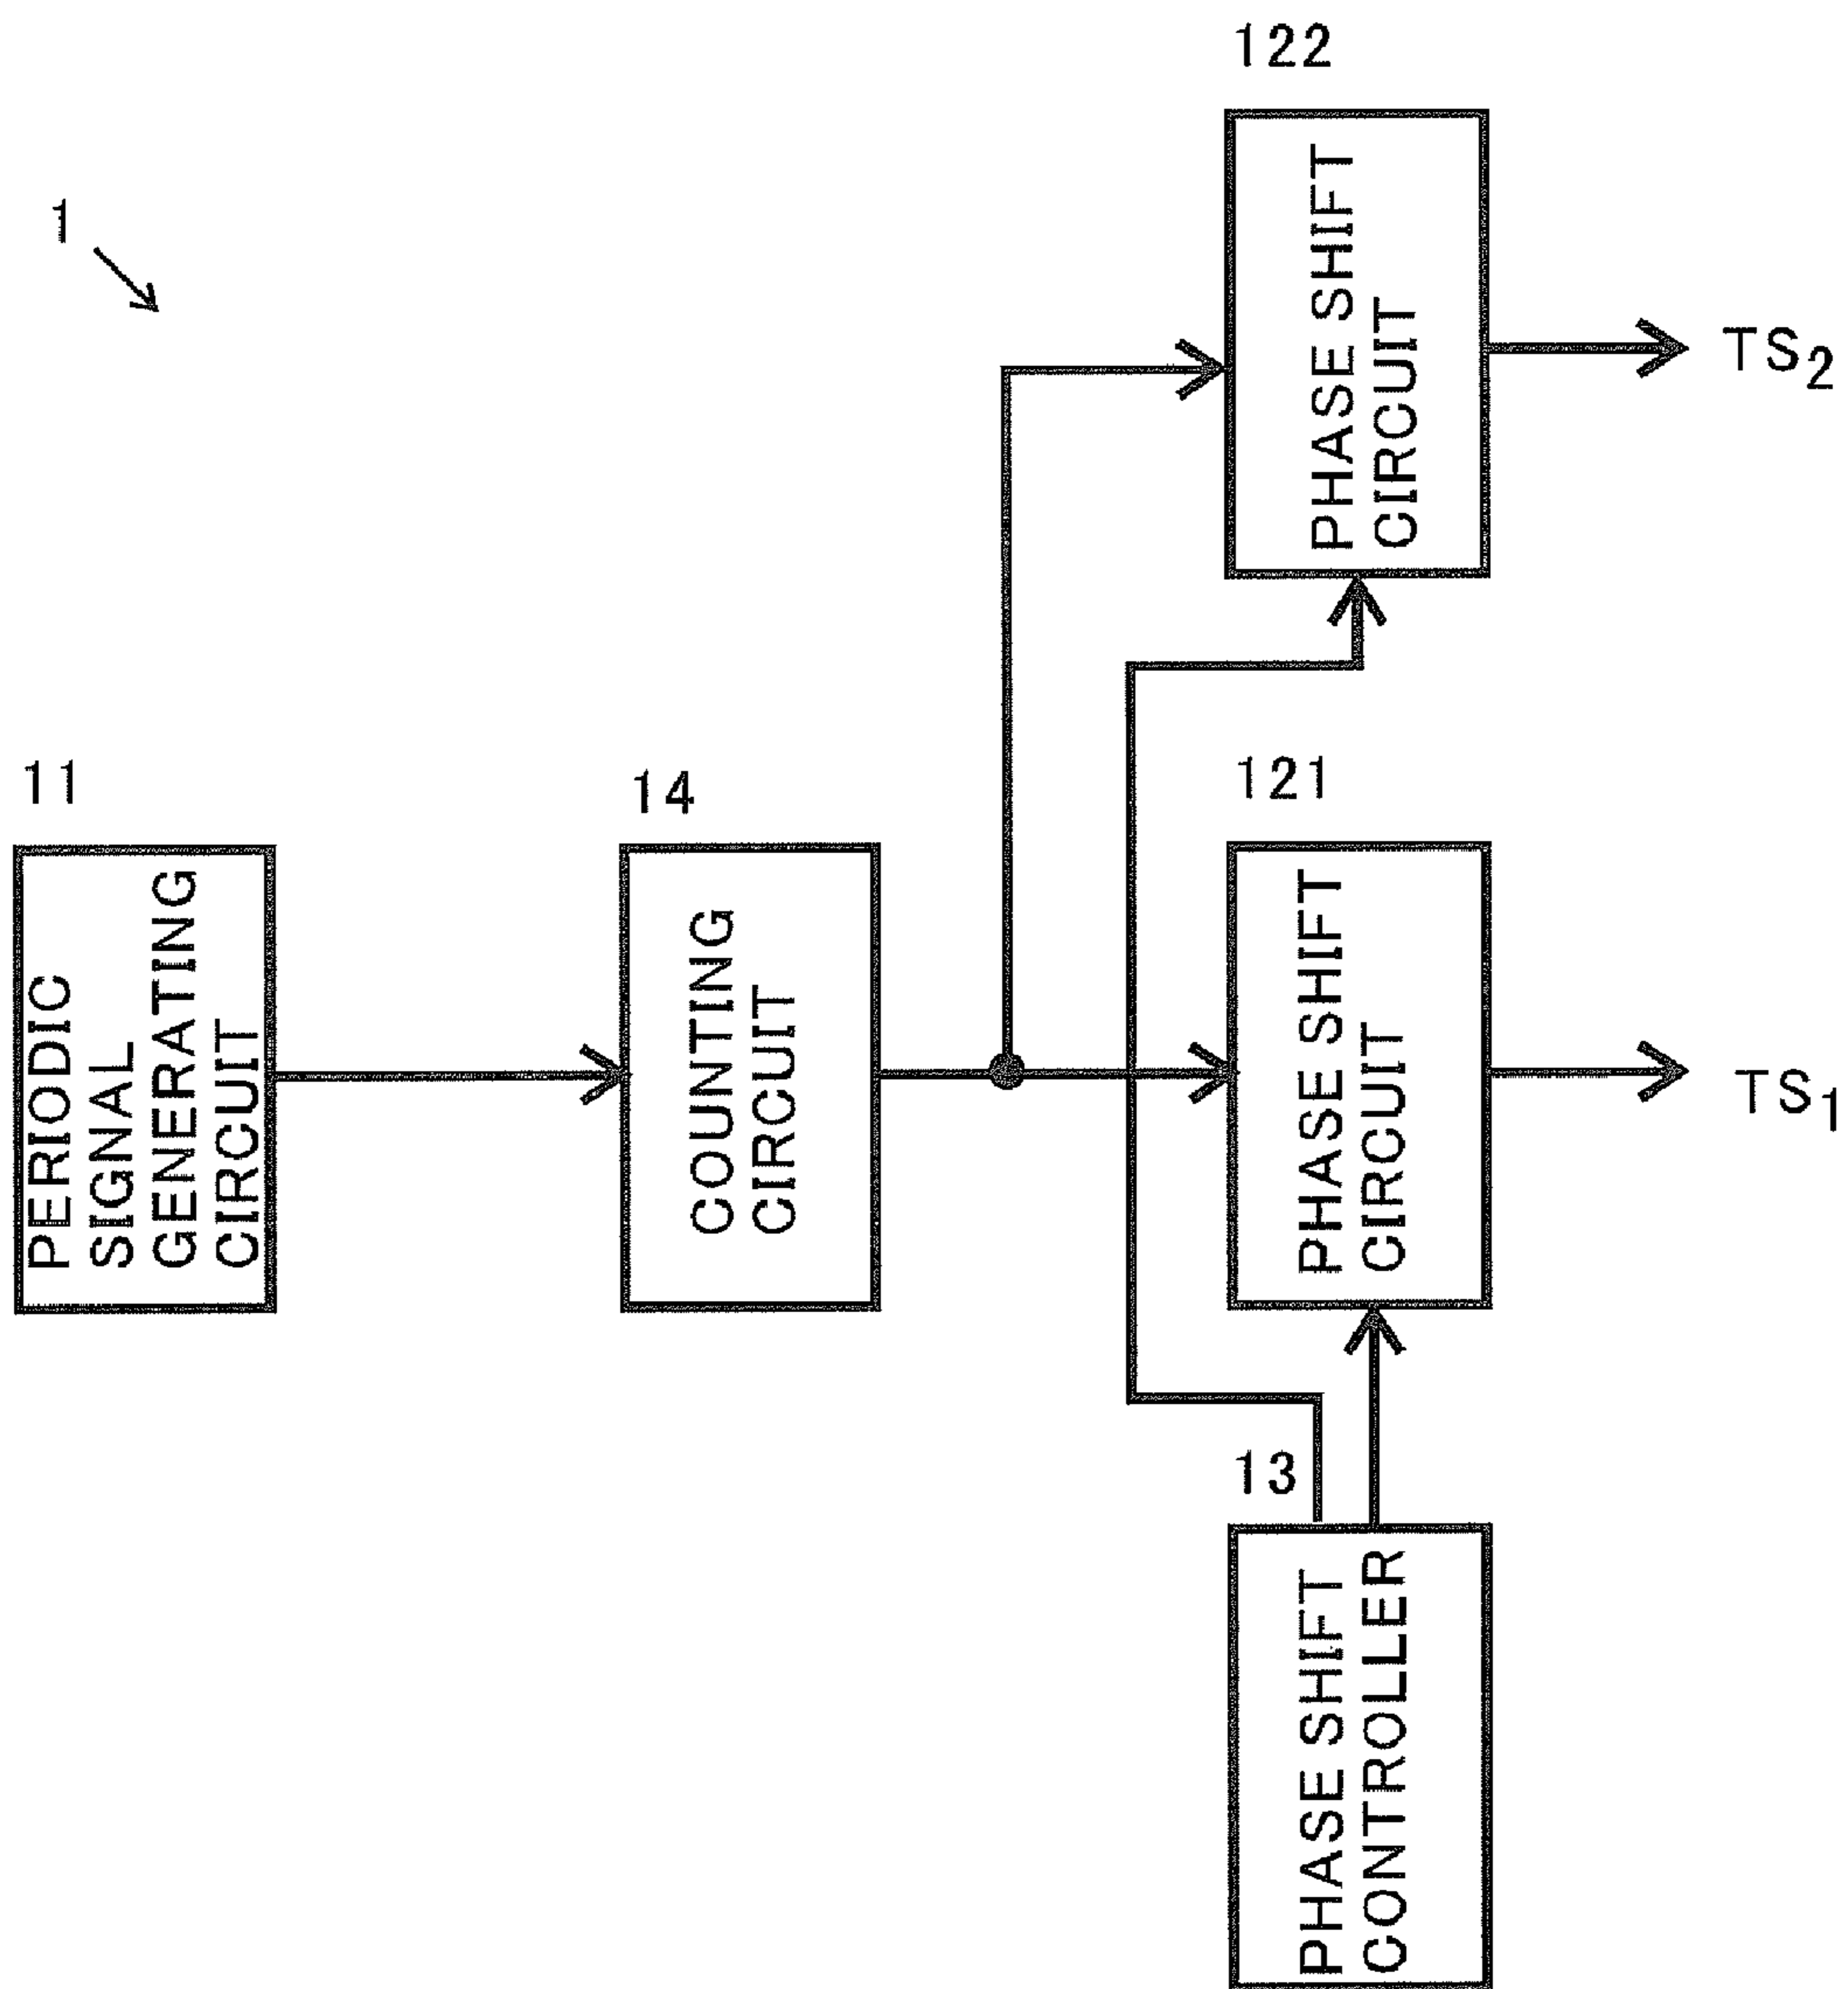 122
1
PHASE SHIFT
CIRCUIT
TS2
11
14
121
PERIODIC
SIGNAL
GENERATING
CIRCUIT
COUNTING
CIRCUIT
PHASE SHIFT
CIRCUIT
TS1
13
PHASE SHIFT
CONTROLLER